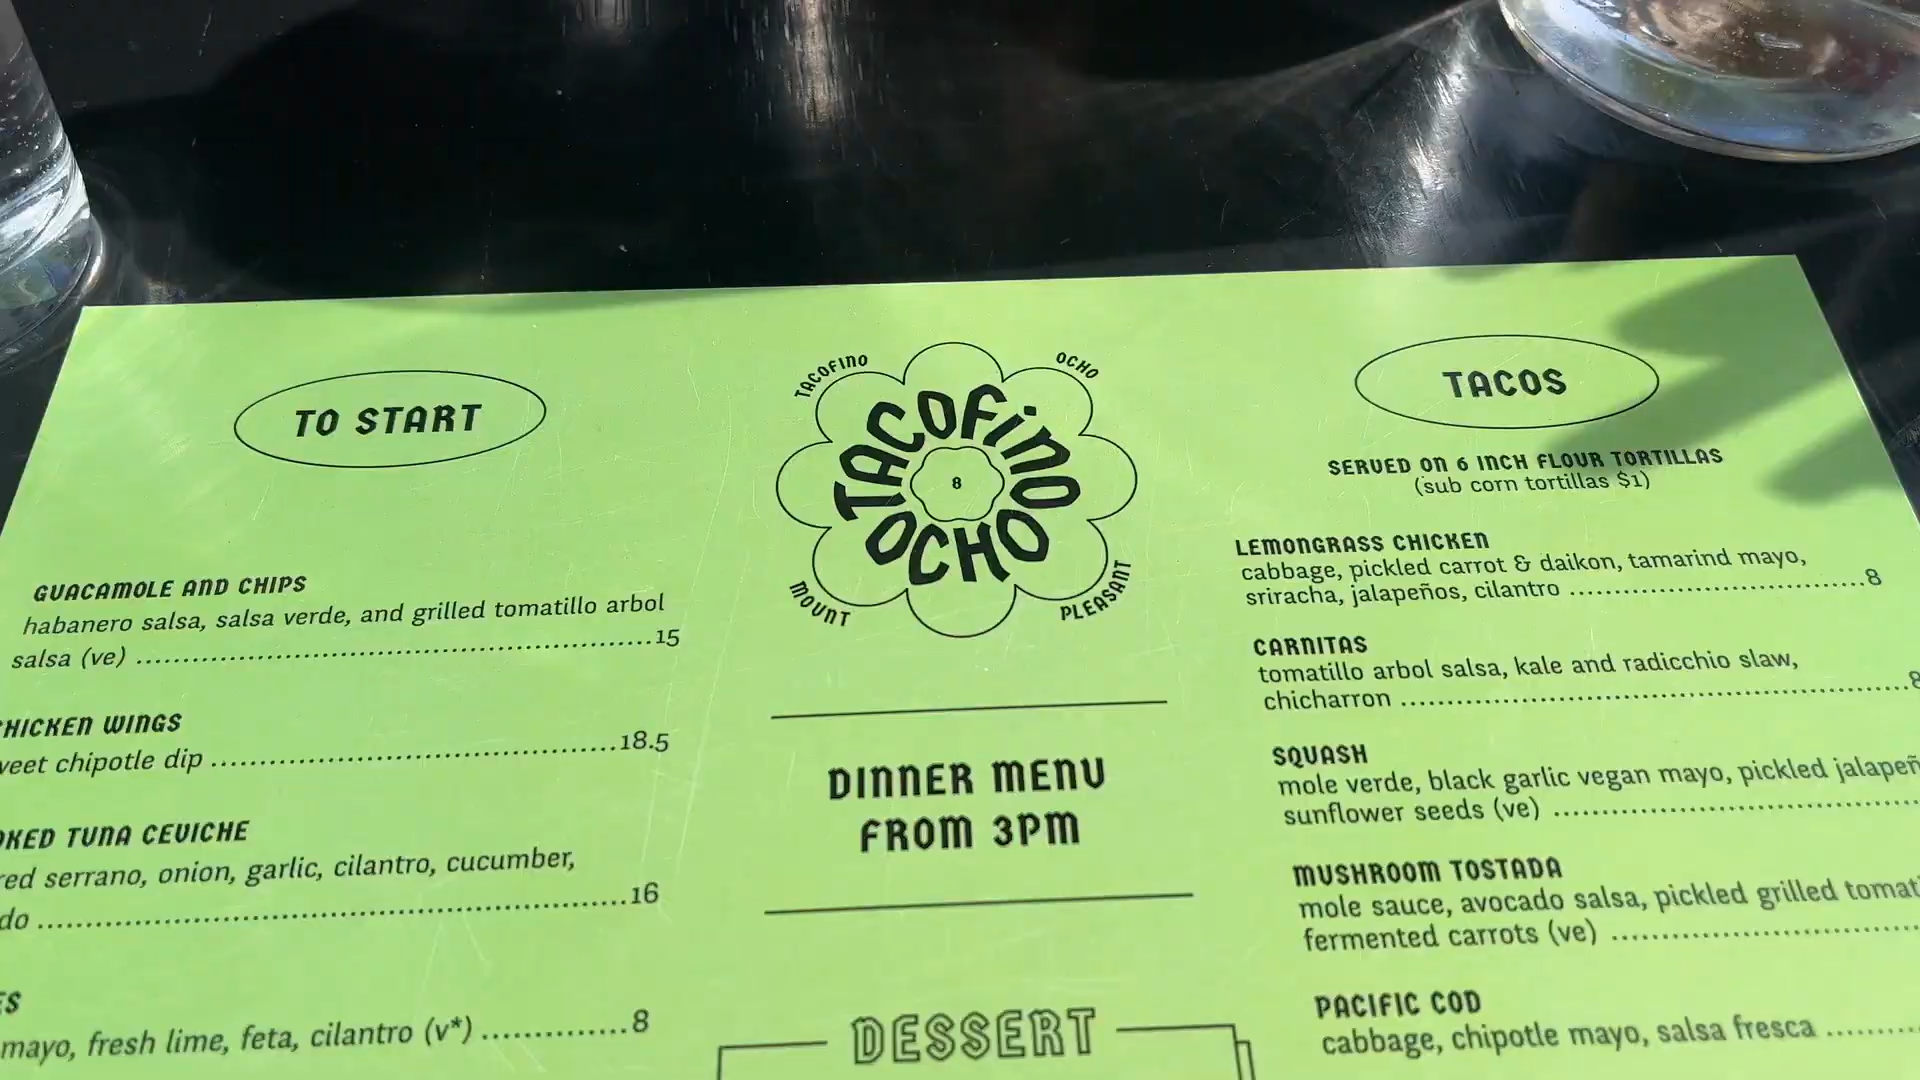 TO START
GUACAMOLE AND CHIPS
habanero salsa, salsa verde, and grilled tomatillo arbol
salsa (ve) ........ 15
CHICKEN WINGS
dip ........ 18.5
chipotle
TUNA CEVICHE
serrano, onion, garlic, cilantro, cucumber,
........ 16
mayo, fresh lime, feta, cilantro (v*) ........ 8
TACOFINO
OCHO
TACOFINO
OCHO
8
MOUNT
PLEASANT
DINNER MENU
FROM 3PM
DESSERT
TACOS
SERVED ON 6 INCH FLOUR TORTILLAS
(sub corn tortillas $1)
LEMONGRASS CHICKEN
cabbage, pickled carrot & daikon, tamarind mayo,
sriracha, jalapeños, cilantro ........ 8
CARNITAS
tomatillo arbol salsa, kale and radicchio slaw,
chicharron ........
SQUASH
mole verde, black garlic vegan mayo, pickled
sunflower seeds (ve) ........
MUSHROOM TOSTADA
mole sauce, avocado salsa, pickled grilled
fermented carrots (ve) ........
PACIFIC COD
cabbage, chipotle mayo, salsa fresca ........